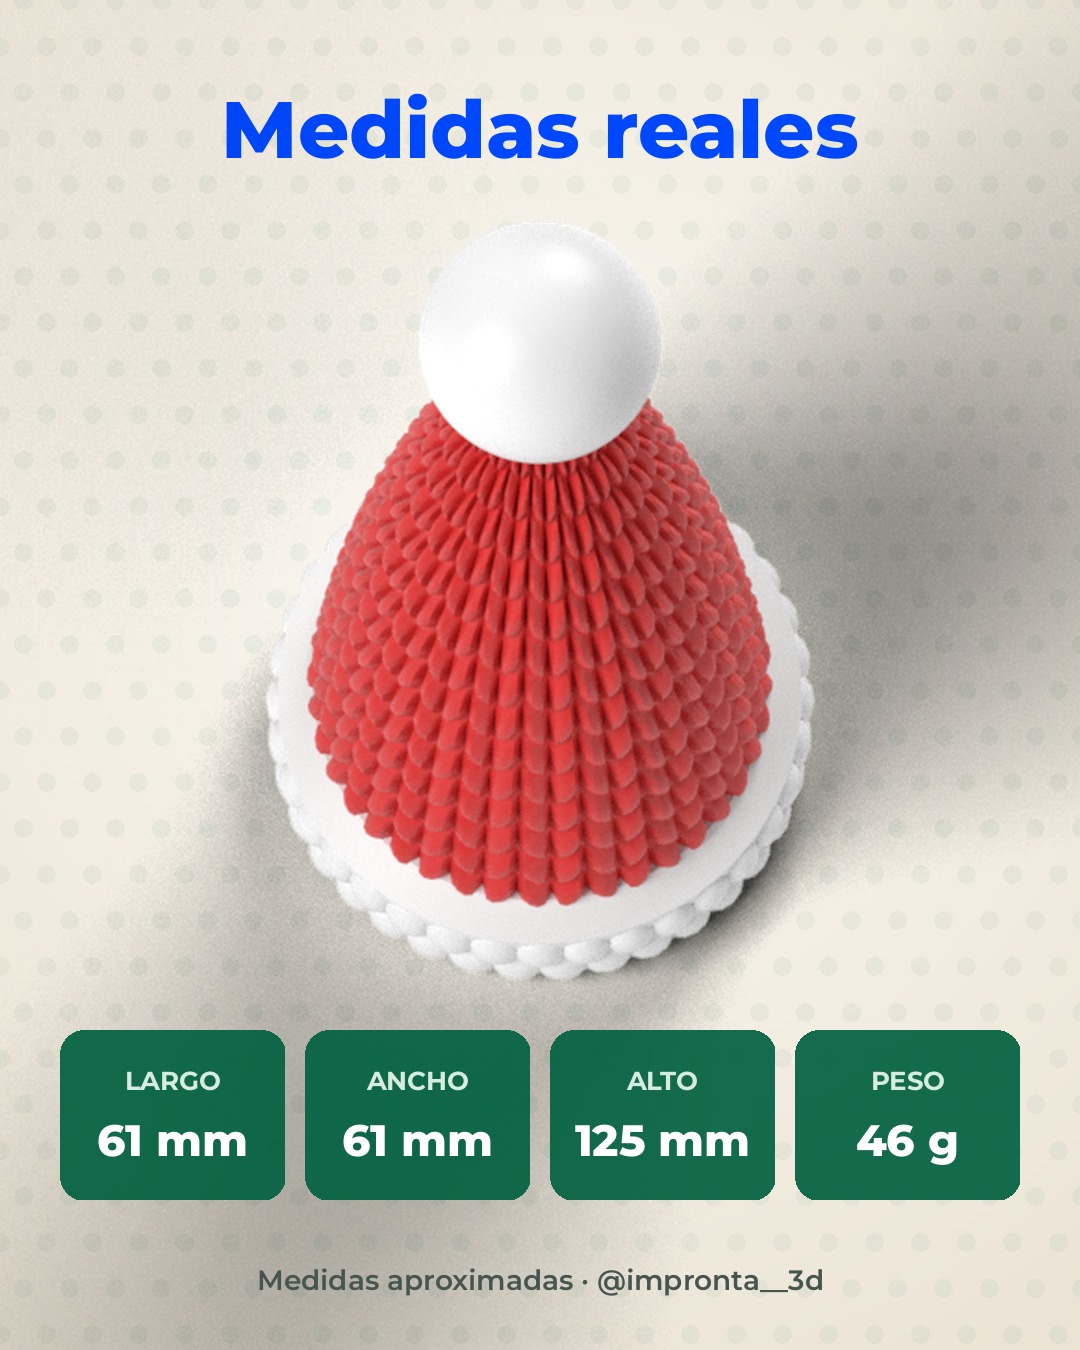 Medidas reales
LARGO
61 mm
ANCHO
61 mm
ALTO
125 mm
PESO
46 g
Medidas aproximadas · @impronta__3d